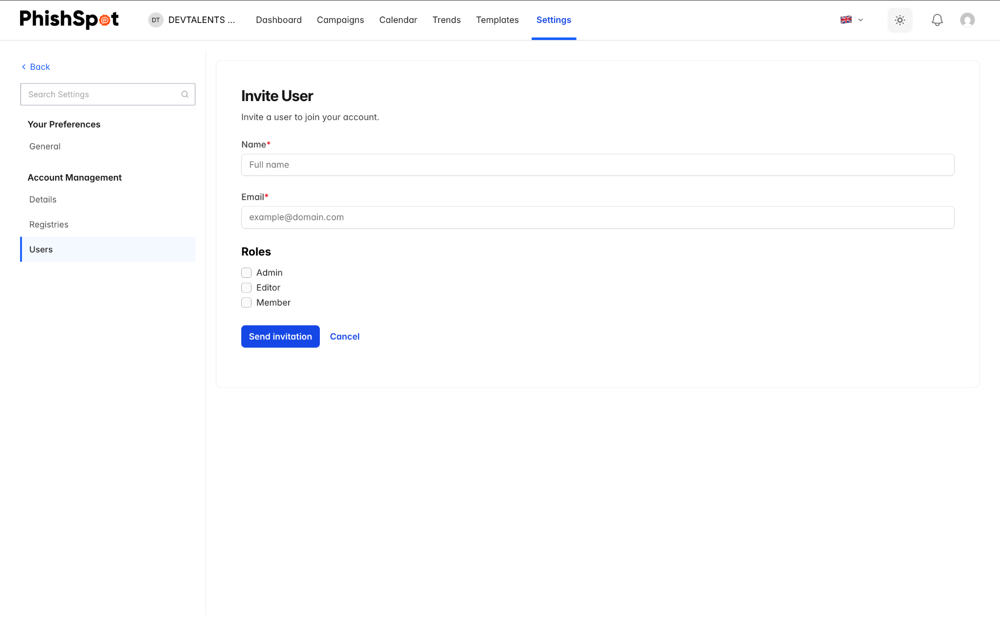 PhishSpot
DT DEVTALENTS ... Dashboard Campaigns Calendar Trends Templates Settings
Back
Search Settings
Your Preferences
General
Account Management
Details
Registries
Users
Invite User
Invite a user to join your account.
Name*
Full name
Email*
example@domain.com
Roles
Admin
Editor
Member
Send invitation Cancel